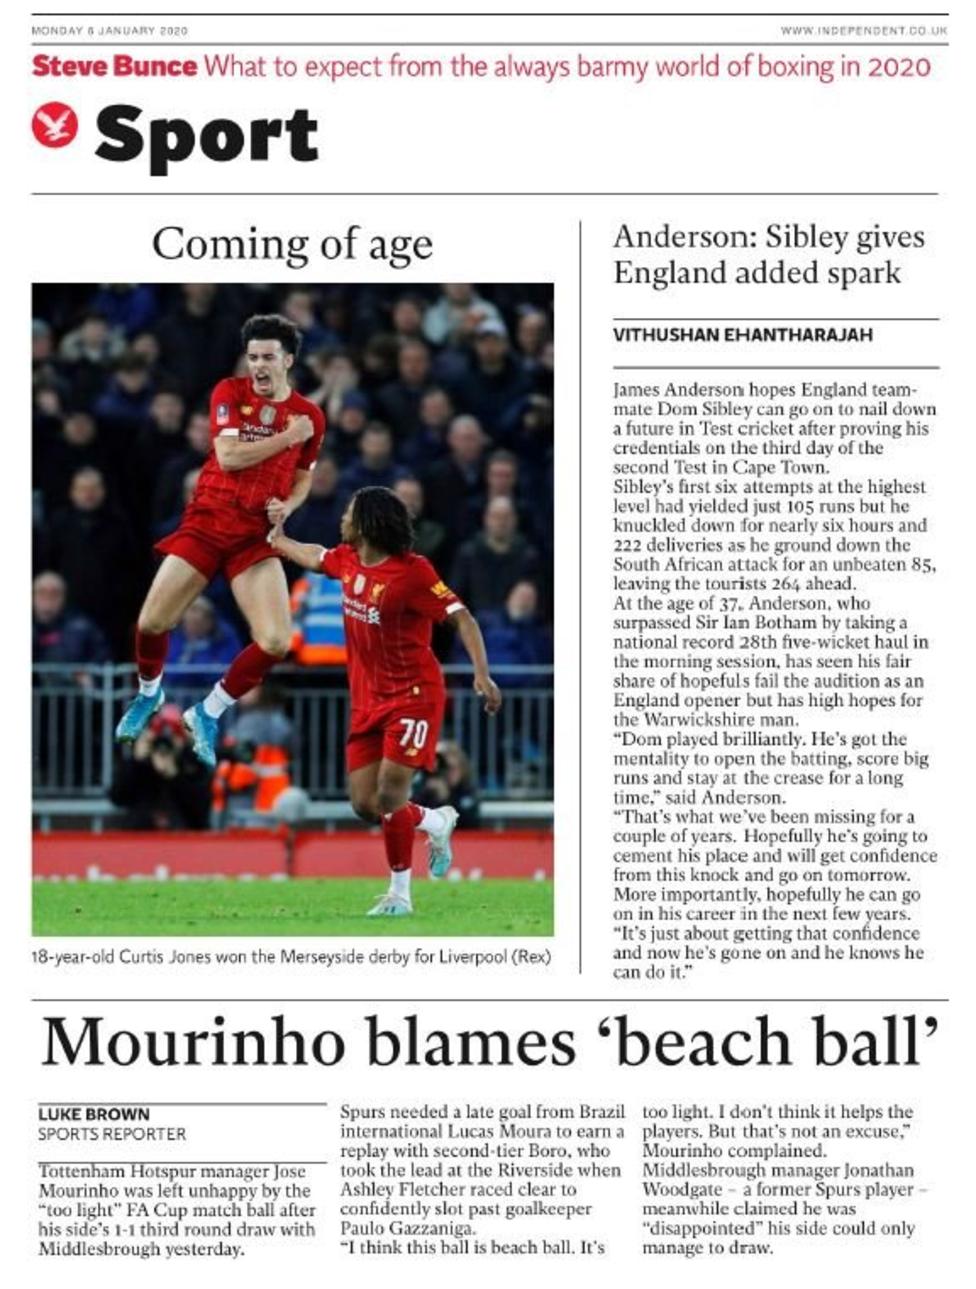 MONDAY 6 JANUARY 2020
WWW.INDEPENDENT.CO.UK
Steve Bunce What to expect from the always barmy world of boxing in 2020
Sport
Coming of age
70
18-year-old Curtis Jones won the Merseyside derby for Liverpool (Rex)
Anderson: Sibley gives
England added spark
VITHUSHAN EHANTHARAJAH
James Anderson hopes England team-
mate Dom Sibley can go on to nail down
a future in Test cricket after proving his
credentials on the third day of the
second Test in Cape Town.
Sibley's first six attempts at the highest
level had yielded just 105 runs but he
knuckled down for nearly six hours and
222 deliveries as he ground down the
South African attack for an unbeaten 85,
leaving the tourists 264 ahead.
At the age of 37, Anderson, who
surpassed Sir Ian Botham by taking a
national record 28th five-wicket haul in
the morning session, has seen his fair
share of hopefuls fail the audition as an
England opener but has high hopes for
the Warwickshire man.
“Dom played brilliantly. He's got the
mentality to open the batting, score big
runs and stay at the crease for a long
time,” said Anderson.
“That's what we've been missing for a
couple of years. Hopefully he's going to
cement his place and will get confidence
from this knock and go on tomorrow.
More importantly, hopefully he can go
on in his career in the next few years.
“It's just about getting that confidence
and now he's gone on and he knows he
can do it.”
Mourinho blames ‘beach ball’
LUKE BROWN
SPORTS REPORTER
Tottenham Hotspur manager Jose
Mourinho was left unhappy by the
“too light” FA Cup match ball after
his side's 1-1 third round draw with
Middlesbrough yesterday.
Spurs needed a late goal from Brazil
international Lucas Moura to earn a
replay with second-tier Boro, who
took the lead at the Riverside when
Ashley Fletcher raced clear to
confidently slot past goalkeeper
Paulo Gazzaniga.
“I think this ball is beach ball. It's
too light. I don't think it helps the
players. But that's not an excuse,”
Mourinho complained.
Middlesbrough manager Jonathan
Woodgate – a former Spurs player –
meanwhile claimed he was
“disappointed” his side could only
manage to draw.